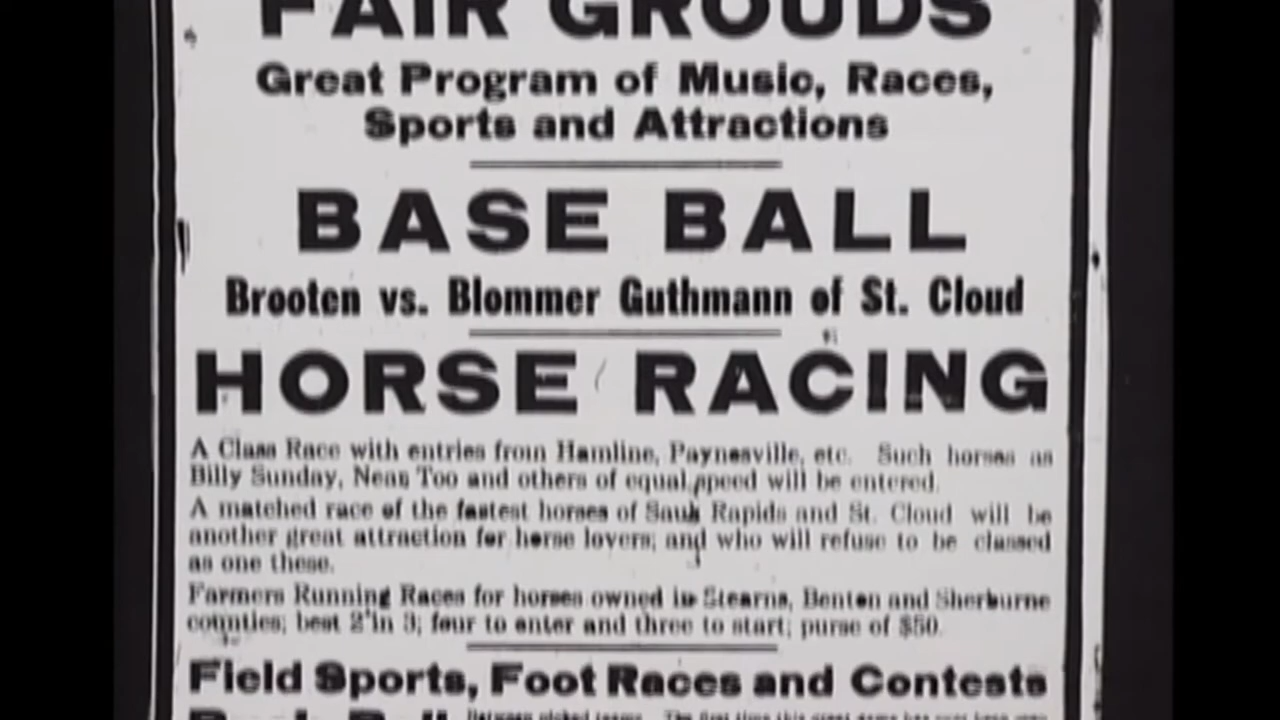 FAIR GROUDS
Great Program of Music, Races,
Sports and Attractions
BASE BALL
Brooten vs. Blommer Guthmann of St. Cloud
HORSE RACING
A Class Race with entries from Hamline, Paynesville, etc. Such horses as
Billy Sunday, Neas Too and others of equal speed will be entered.
A matched race of the fastest horses of Sauk Rapids and St. Cloud will be
another great attraction for horse lovers; and who will refuse to be classed
as one these.
Farmers Running Races for horses owned in Stearns, Benton and Sherburne
counties; best 2 in 3; four to enter and three to start; purse of $50.
Field Sports, Foot Races and Contests